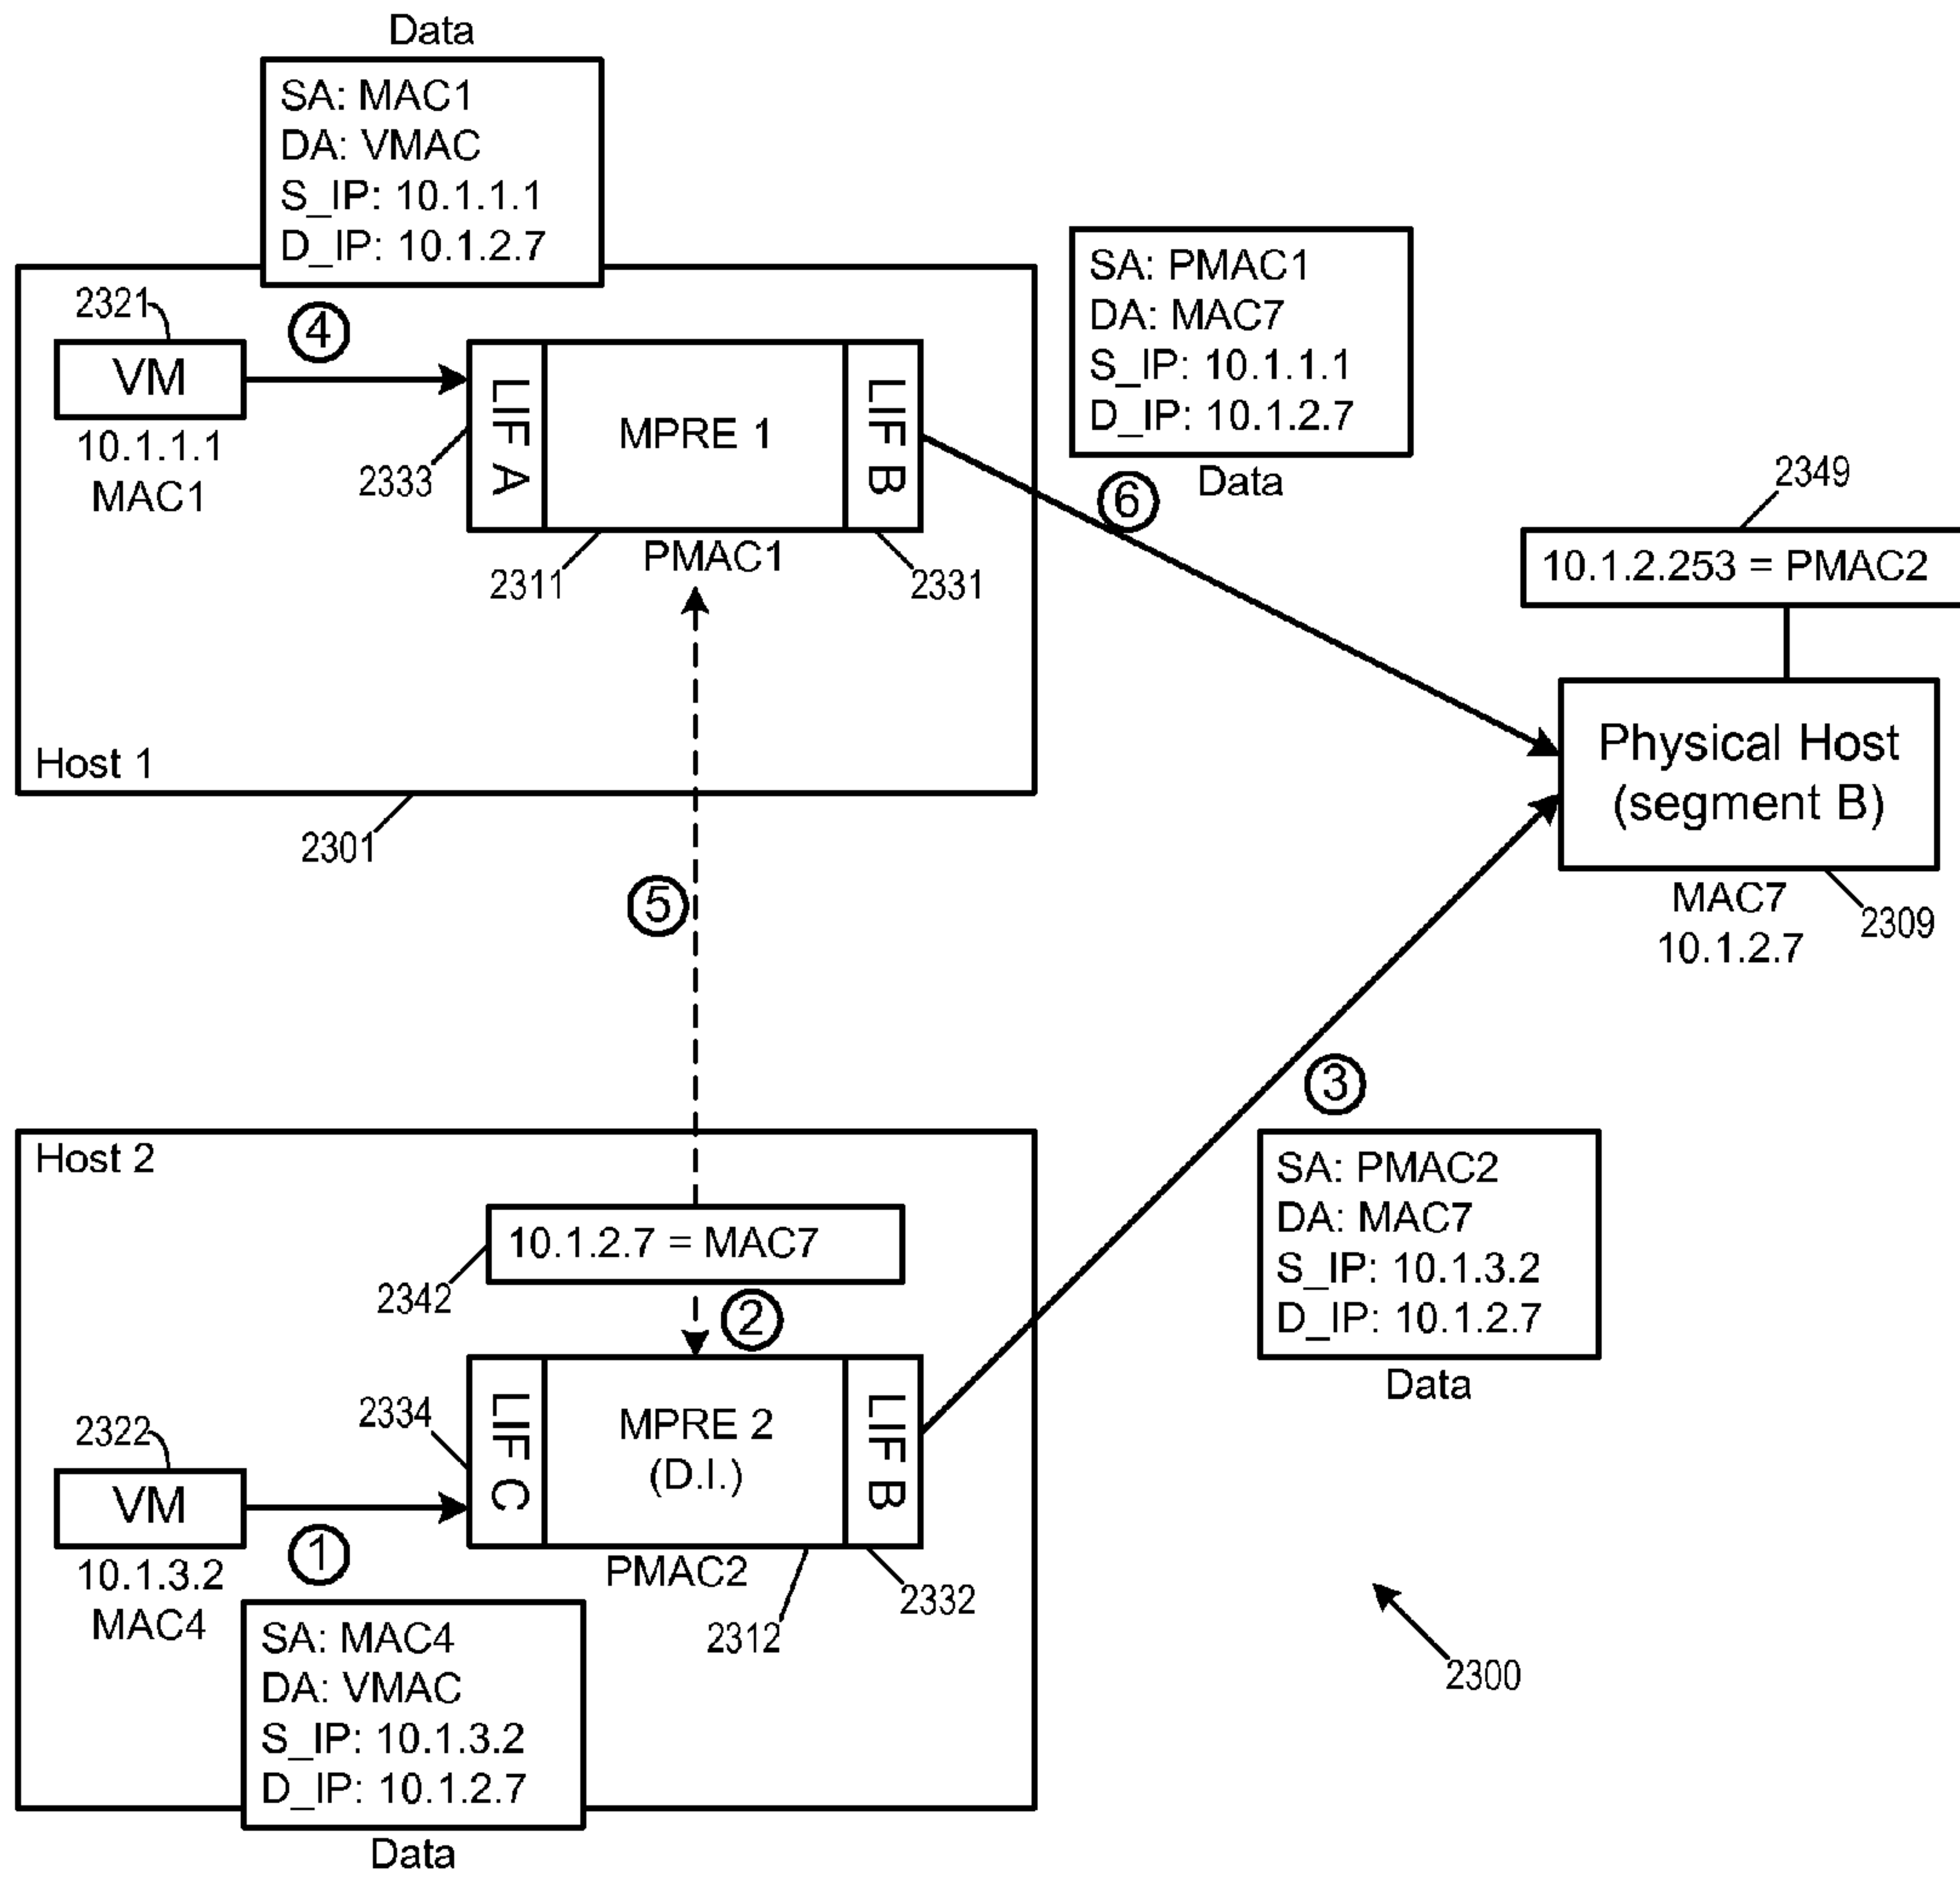 Data
SA: MAC1
DA: VMAC
S_IP: 10.1.1.1
D_IP: 10.1.2.7
2321
4
VM
10.1.1.1
MAC1
LIF A
MPRE 1
LIF B
2333
2311
PMAC1
2331
Host 1
2301
SA: PMAC1
DA: MAC7
S_IP: 10.1.1.1
D_IP: 10.1.2.7
Data
6
2349
10.1.2.253 = PMAC2
Physical Host
(segment B)
MAC7
10.1.2.7
2309
5
Host 2
10.1.2.7 = MAC7
2342
2
3
SA: PMAC2
DA: MAC7
S_IP: 10.1.3.2
D_IP: 10.1.2.7
Data
2334
2322
VM
10.1.3.2
MAC4
1
LIF C
MPRE 2
(D.I.)
LIF B
PMAC2
2312
2332
SA: MAC4
DA: VMAC
S_IP: 10.1.3.2
D_IP: 10.1.2.7
Data
2300